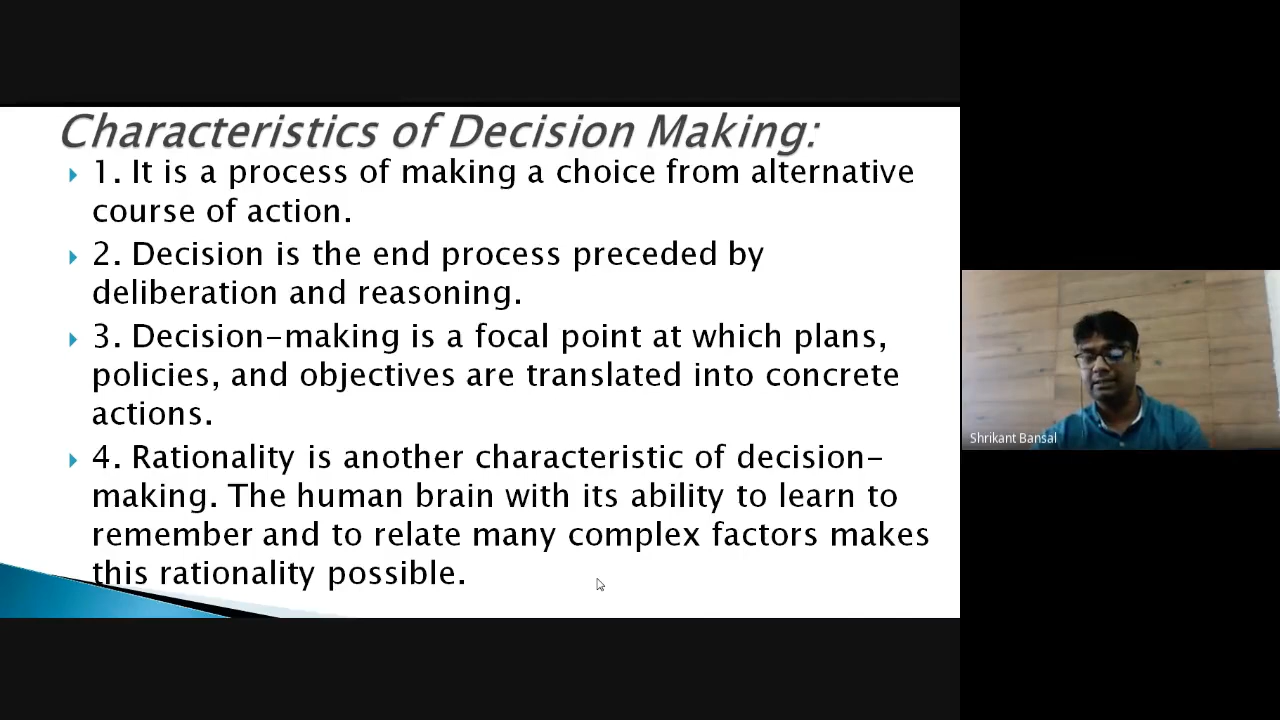 Characteristics of Decision Making:
1. It is a process of making a choice from alternative
course of action.
2. Decision is the end process preceded by
deliberation and reasoning.
3. Decision-making is a focal point at which plans,
policies, and objectives are translated into concrete
actions.
4. Rationality is another characteristic of decision-
making. The human brain with its ability to learn to
remember and to relate many complex factors makes
this rationality possible.
Shrikant Bansal